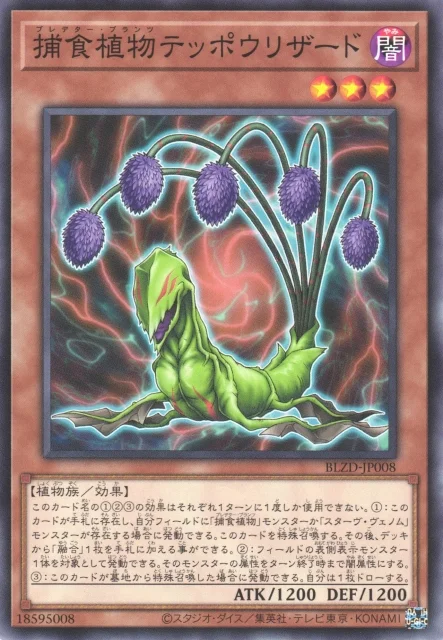 プレデター・プランツ
捕食植物テッポウリザード
やみ
闇
BLZD-JP008
【植物族/効果】
このカード名の①②③の効果はそれぞれ1ターンに1度しか使用できない。①:こ
のカードが手札に存在し、自分フィールドに「捕食植物」モンスターか「スターヴ・ヴェノム」
モンスターが存在する場合に発動できる。このカードを特殊召喚する。その後、デッキ
から「融合」1枚を手札に加える事ができる。②:フィールドの表側表示モンスター
1体を対象として発動できる。そのモンスターの属性をターン終了時まで闇属性にする。
③:このカードが墓地から特殊召喚した場合に発動できる。自分は1枚ドローする。
ATK/1200 DEF/1200
18595008
©スタジオ・ダイス/集英社・テレビ東京・KONAMI